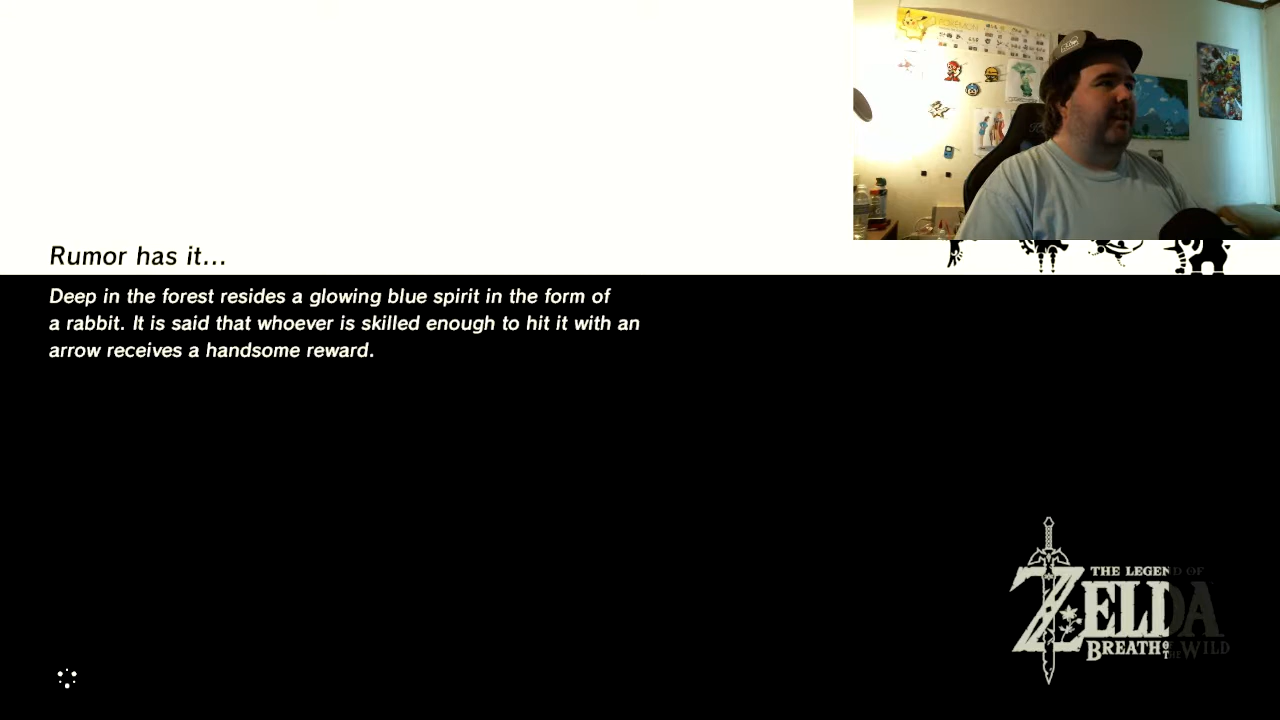 POKEMON
Rumor has it...
Deep in the forest resides a glowing blue spirit in the form of
a rabbit. It is said that whoever is skilled enough to hit it with an
arrow receives a handsome reward.
THE LEGEND OF
ZELDA
BREATH OF THE WILD